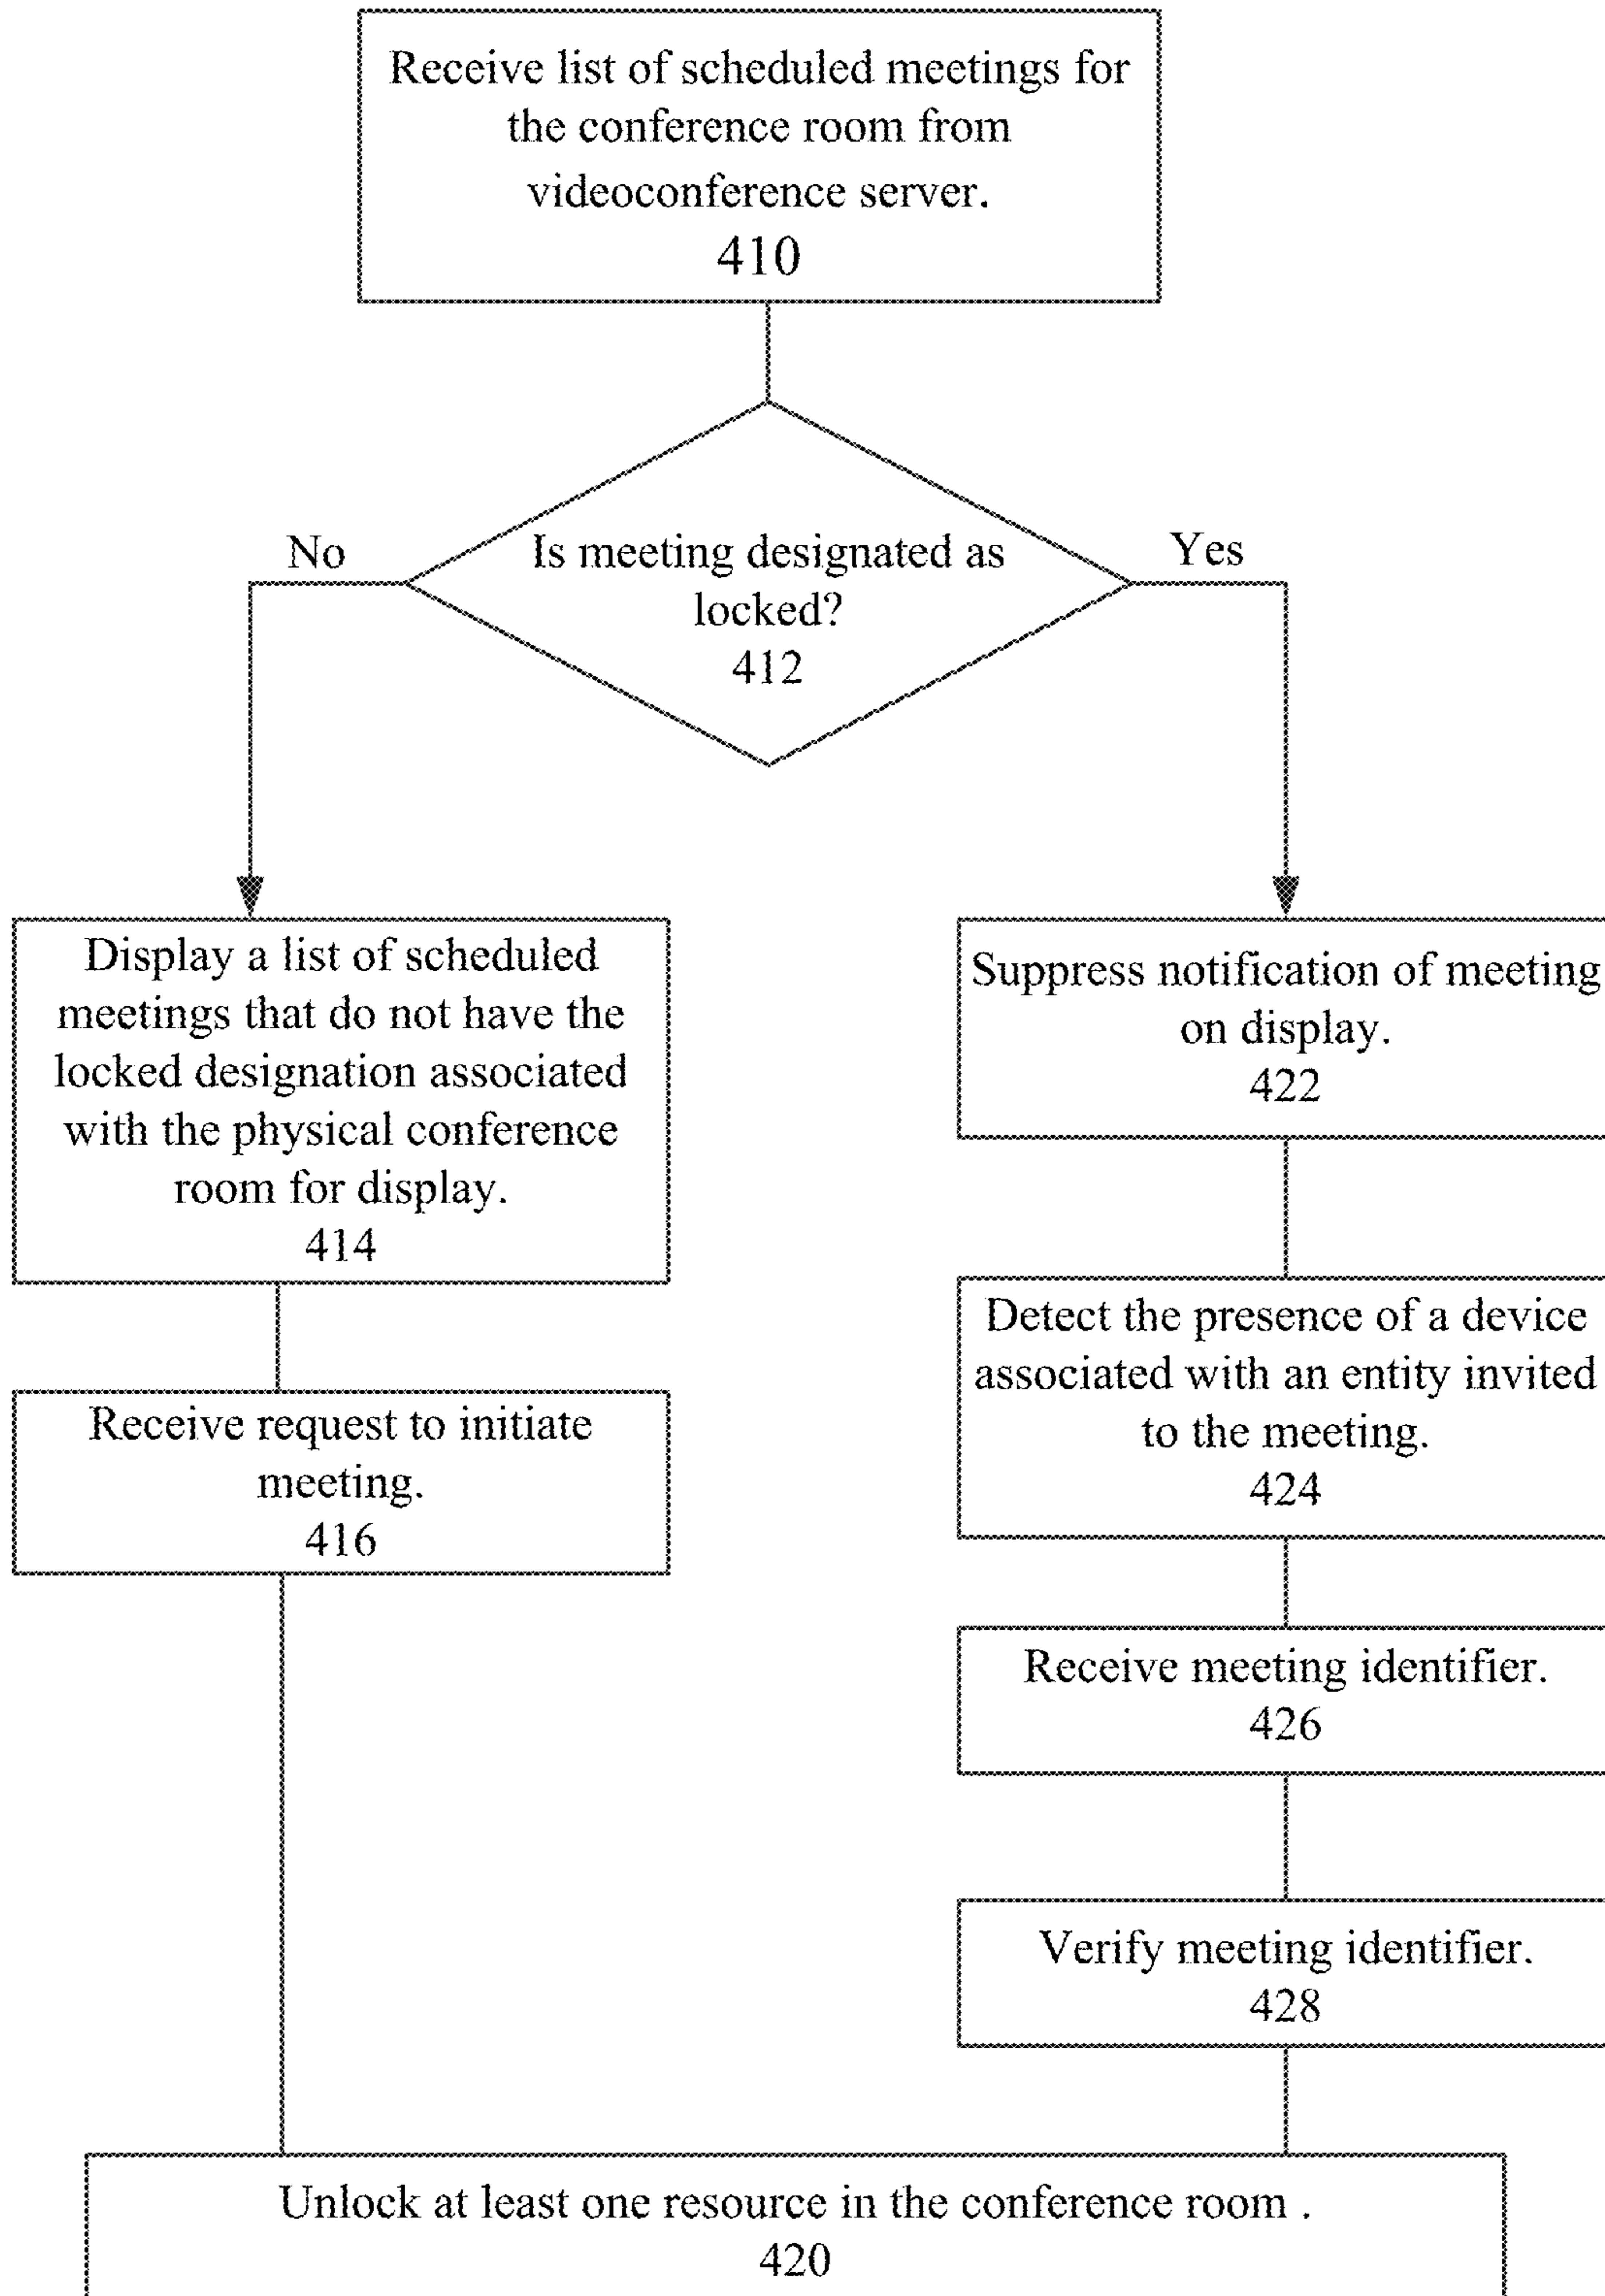 Receive list of scheduled meetings for
the conference room from
videoconference server.
410
Is meeting designated as
locked?
412
No
Yes
Display a list of scheduled
meetings that do not have the
locked designation associated
with the physical conference
room for display.
414
Receive request to initiate
meeting.
416
Suppress notification of meeting
on display.
422
Detect the presence of a device
associated with an entity invited
to the meeting.
424
Receive meeting identifier.
426
Verify meeting identifier.
428
Unlock at least one resource in the conference room .
420